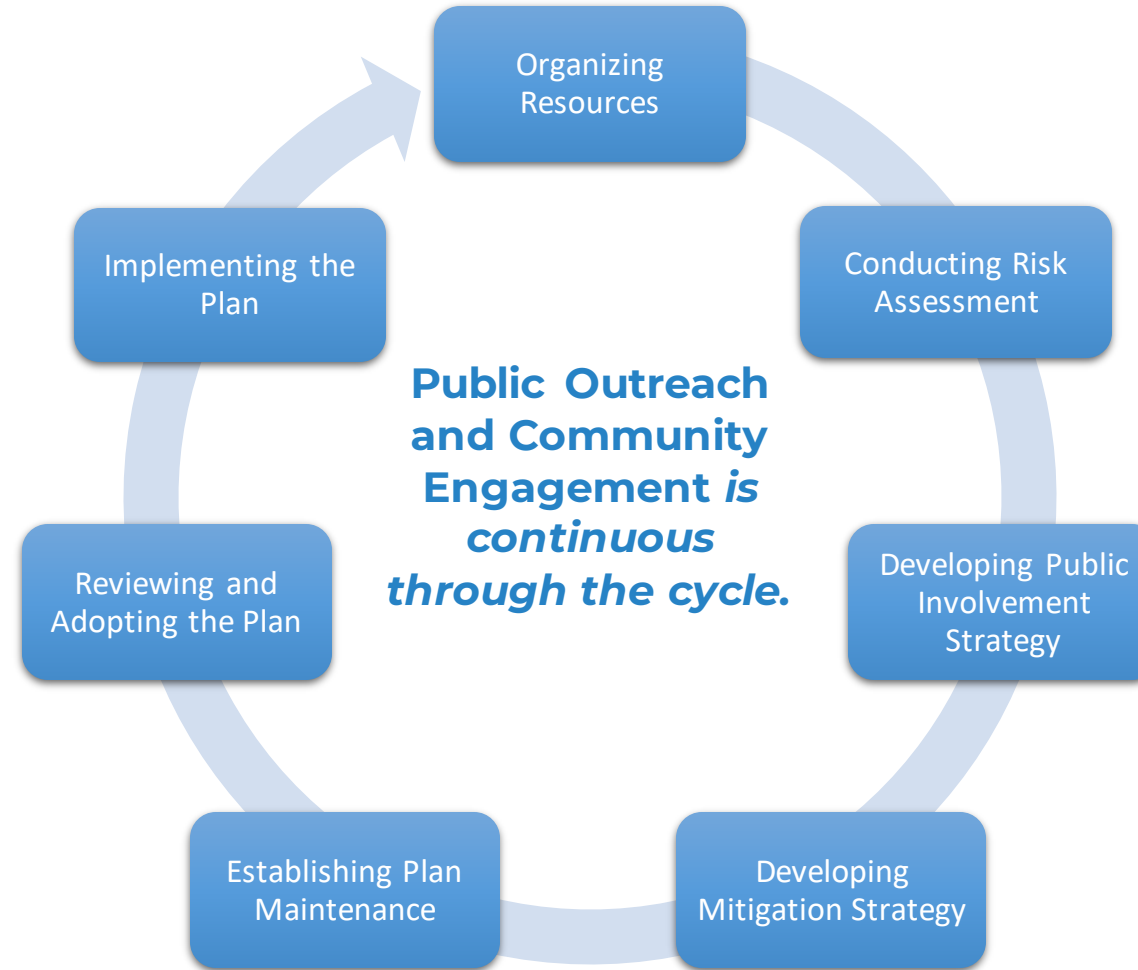 Organizing
Resources
Conducting Risk
Assessment
Developing Public
Involvement
Strategy
Developing
Mitigation Strategy
Establishing Plan
Maintenance
Reviewing and
Adopting the Plan
Implementing the
Plan
Public Outreach
and Community
Engagement is
continuous
through the cycle.